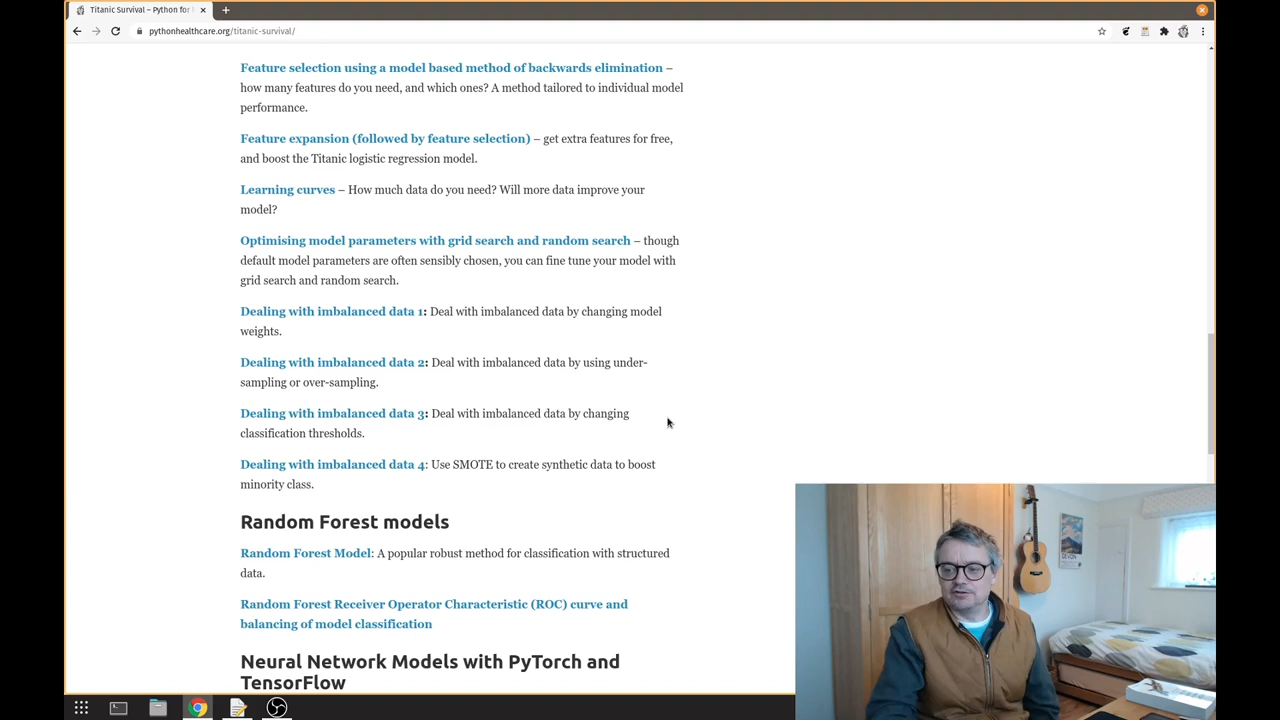 Titanic Survival – Python for
pythonhealthcare.org/titanic-survival/
Feature selection using a model based method of backwards elimination –
how many features do you need, and which ones? A method tailored to individual model
performance.
Feature expansion (followed by feature selection) – get extra features for free,
and boost the Titanic logistic regression model.
Learning curves – How much data do you need? Will more data improve your
model?
Optimising model parameters with grid search and random search – though
default model parameters are often sensibly chosen, you can fine tune your model with
grid search and random search.
Dealing with imbalanced data 1: Deal with imbalanced data by changing model
weights.
Dealing with imbalanced data 2: Deal with imbalanced data by using under-
sampling or over-sampling.
Dealing with imbalanced data 3: Deal with imbalanced data by changing
classification thresholds.
Dealing with imbalanced data 4: Use SMOTE to create synthetic data to boost
minority class.
Random Forest models
Random Forest Model: A popular robust method for classification with structured
data.
Random Forest Receiver Operator Characteristic (ROC) curve and
balancing of model classification
Neural Network Models with PyTorch and
TensorFlow
DEVON